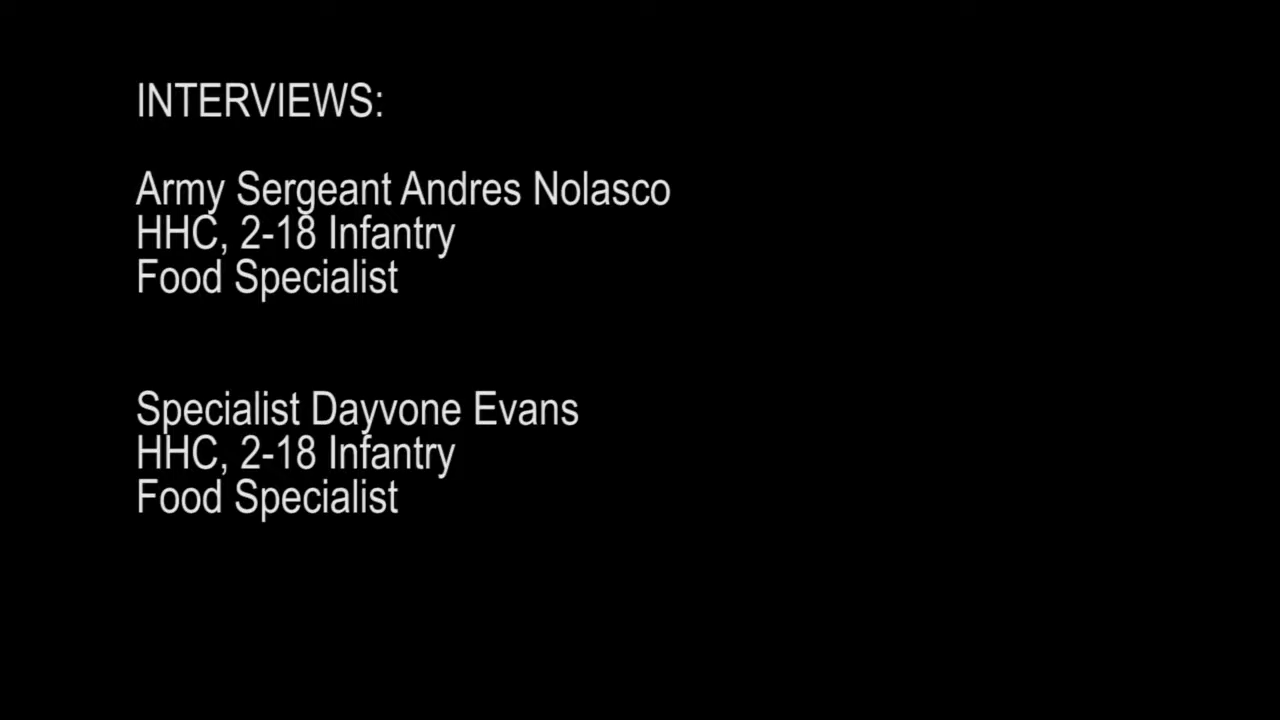 INTERVIEWS:
Army Sergeant Andres Nolasco
HHC, 2-18 Infantry
Food Specialist
Specialist Dayvone Evans
HHC, 2-18 Infantry
Food Specialist